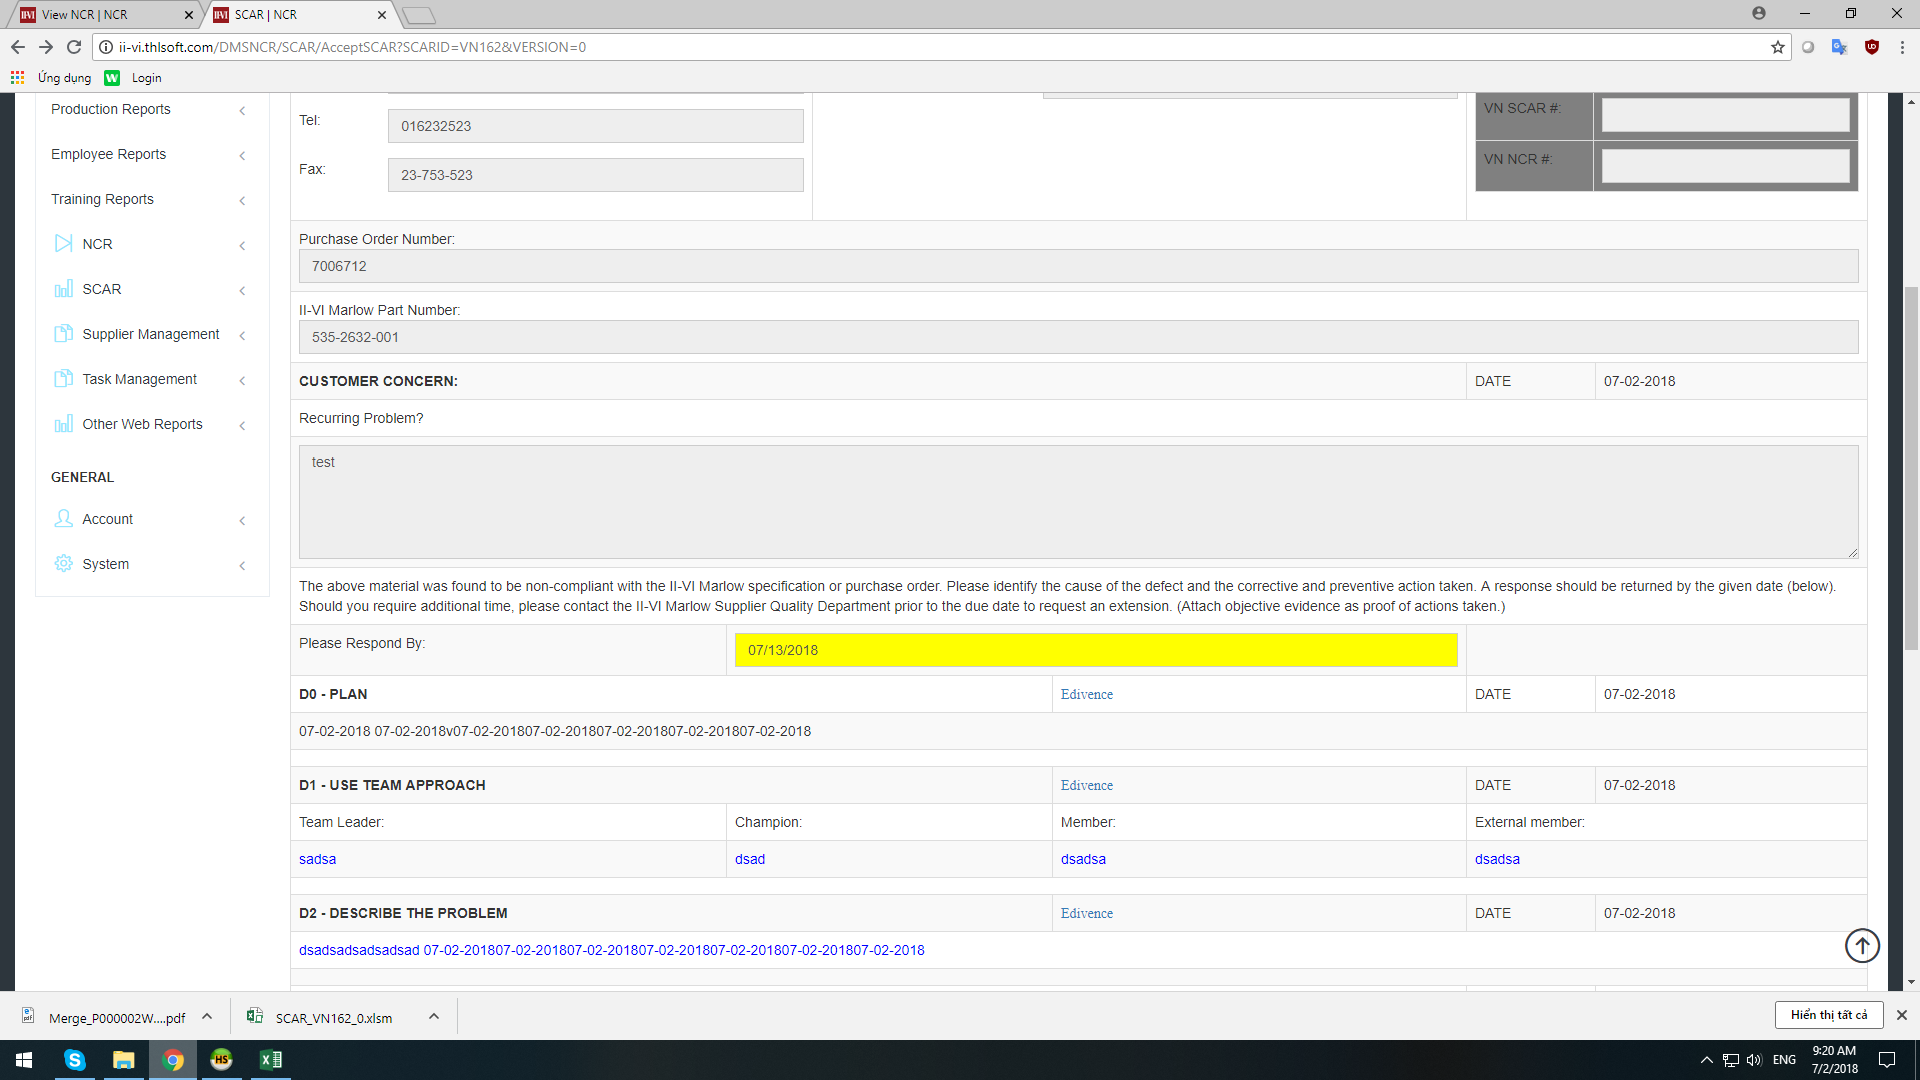 View NCR | NCR
SCAR | NCR
ii-vi.thlsoft.com/DMSNCR/SCAR/AcceptSCAR?SCARID=VN162&VERSION=0
Ứng dụng
Login
Production Reports
Employee Reports
Training Reports
NCR
SCAR
Supplier Management
Task Management
Other Web Reports
GENERAL
Account
System
Tel: 016232523
Fax: 23-753-523
VN SCAR #:
VN NCR #:
Purchase Order Number:
7006712
II-VI Marlow Part Number:
535-2632-001
CUSTOMER CONCERN: DATE 07-02-2018
Recurring Problem?
test
The above material was found to be non-compliant with the II-VI Marlow specification or purchase order. Please identify the cause of the defect and the corrective and preventive action taken. A response should be returned by the given date (below).
Should you require additional time, please contact the II-VI Marlow Supplier Quality Department prior to the due date to request an extension. (Attach objective evidence as proof of actions taken.)
Please Respond By: 07/13/2018
D0 - PLAN Edivence DATE 07-02-2018
07-02-2018 07-02-2018v07-02-201807-02-201807-02-201807-02-201807-02-2018
D1 - USE TEAM APPROACH Edivence DATE 07-02-2018
Team Leader: Champion: Member: External member:
sadsa dsad dsadsa dsadsa
D2 - DESCRIBE THE PROBLEM Edivence DATE 07-02-2018
dsadsadsadsadsad 07-02-201807-02-201807-02-201807-02-201807-02-201807-02-201807-02-2018
Merge_P000002W....pdf
SCAR_VN162_0.xlsm
Hiển thị tất cả
ENG
9:20 AM
7/2/2018